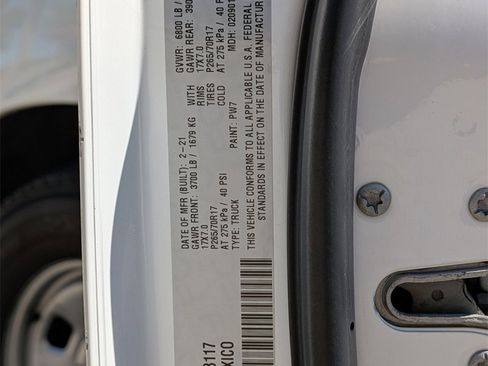 DATE OF MFR (BUILT): 2-21 GVWR: 6800 LB /
GAWR FRONT: 3700 LB / 1679 KG WITH GAWR REAR: 390
17X7.0 RIMS 17X7.0
P265/70R17 TIRES P265/70R17
AT 275 kPa / 40 PSI COLD AT 275 kPa / 40 P
TYPE: TRUCK PAINT: PW7 MDH: 020901
THIS VEHICLE CONFORMS TO ALL APPLICABLE U.S.A. FEDERAL
STANDARDS IN EFFECT ON THE DATE OF MANUFACTUR
8117
XICO